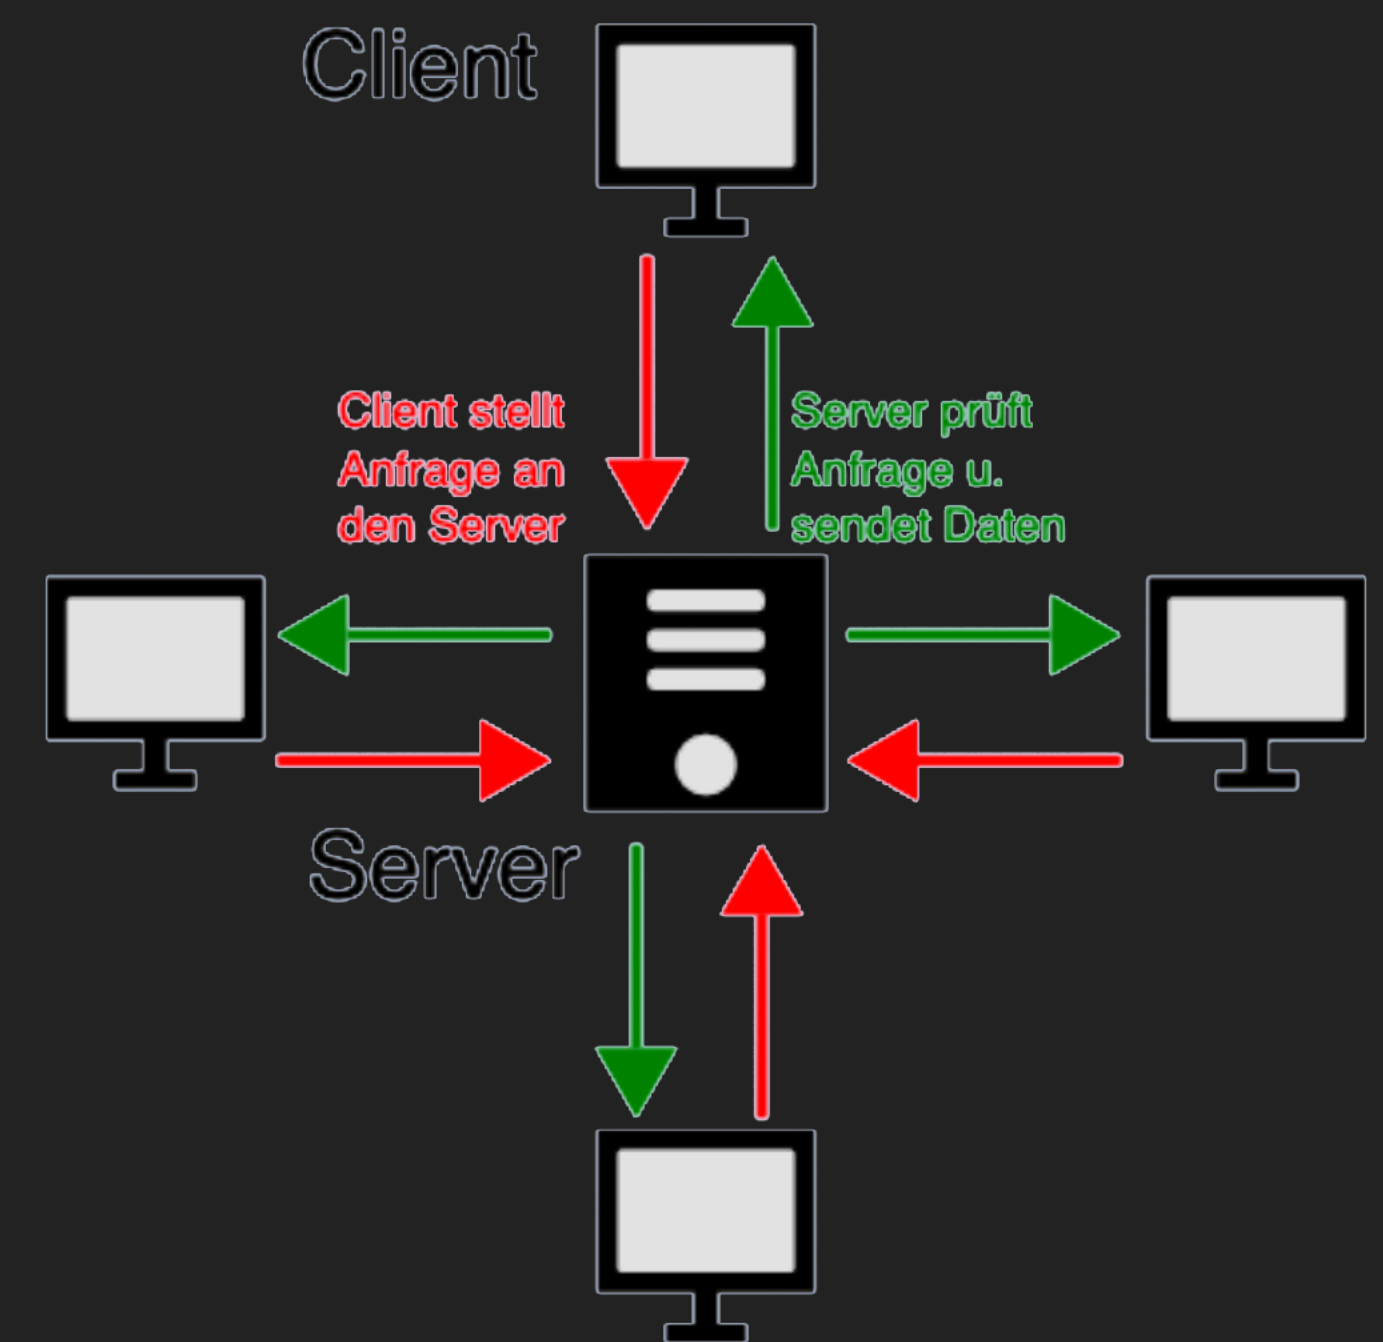 Client
Client stellt
Anfrage an
den Server
Server prüft
Anfrage u.
sendet Daten
Server